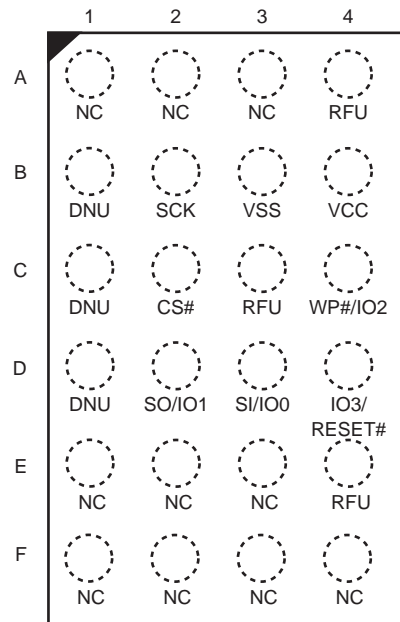 1 2 3 4
A
NC NC NC RFU
B
DNU SCK VSS VCC
C
DNU CS# RFU WP#/IO2
D
DNU SO/IO1 SI/IO0 IO3/
RESET#
E
NC NC NC RFU
F
NC NC NC NC